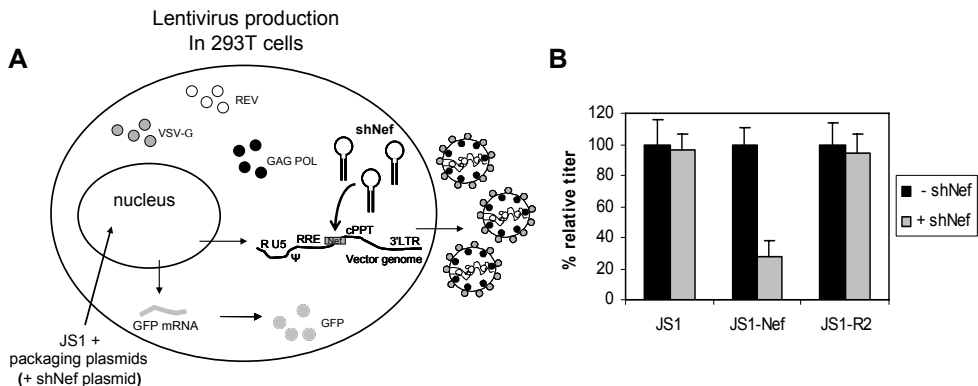 Lentivirus production
In 293T cells
A
REV
VSV-G
GAG POL
shNef
nucleus
R U5
RRE
Nef
cPPT
3'LTR
Ψ
Vector genome
GFP mRNA
GFP
JS1 +
packaging plasmids
(+ shNef plasmid)
B
% relative titer
120
100
80
60
40
20
0
JS1
JS1-Nef
JS1-R2
- shNef
+ shNef